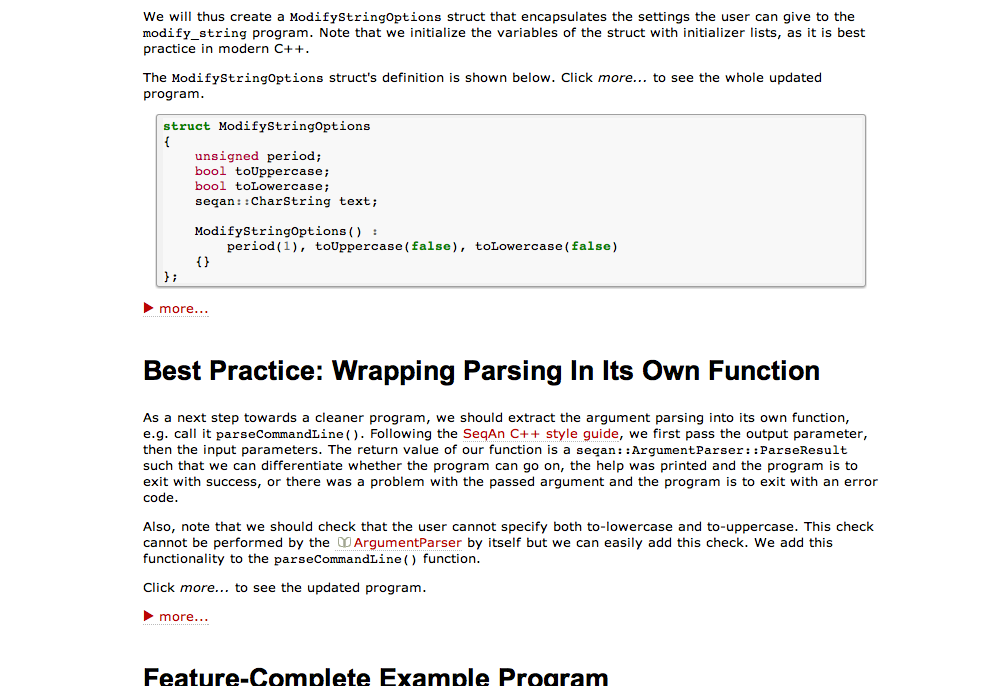 We will thus create a ModifyStringOptions struct that encapsulates the settings the user can give to the
modify_string program. Note that we initialize the variables of the struct with initializer lists, as it is best
practice in modern C++.
The ModifyStringOptions struct's definition is shown below. Click more... to see the whole updated
program.
struct ModifyStringOptions
{
    unsigned period;
    bool toUppercase;
    bool toLowercase;
    seqan::CharString text;
    ModifyStringOptions() :
        period(1), toUppercase(false), toLowercase(false)
    {}
};
▶ more...
Best Practice: Wrapping Parsing In Its Own Function
As a next step towards a cleaner program, we should extract the argument parsing into its own function,
e.g. call it parseCommandLine(). Following the SeqAn C++ style guide, we first pass the output parameter,
then the input parameters. The return value of our function is a seqan::ArgumentParser::ParseResult
such that we can differentiate whether the program can go on, the help was printed and the program is to
exit with success, or there was a problem with the passed argument and the program is to exit with an error
code.
Also, note that we should check that the user cannot specify both to-lowercase and to-uppercase. This check
cannot be performed by the ArgumentParser by itself but we can easily add this check. We add this
functionality to the parseCommandLine() function.
Click more... to see the updated program.
▶ more...
Feature-Complete Example Program